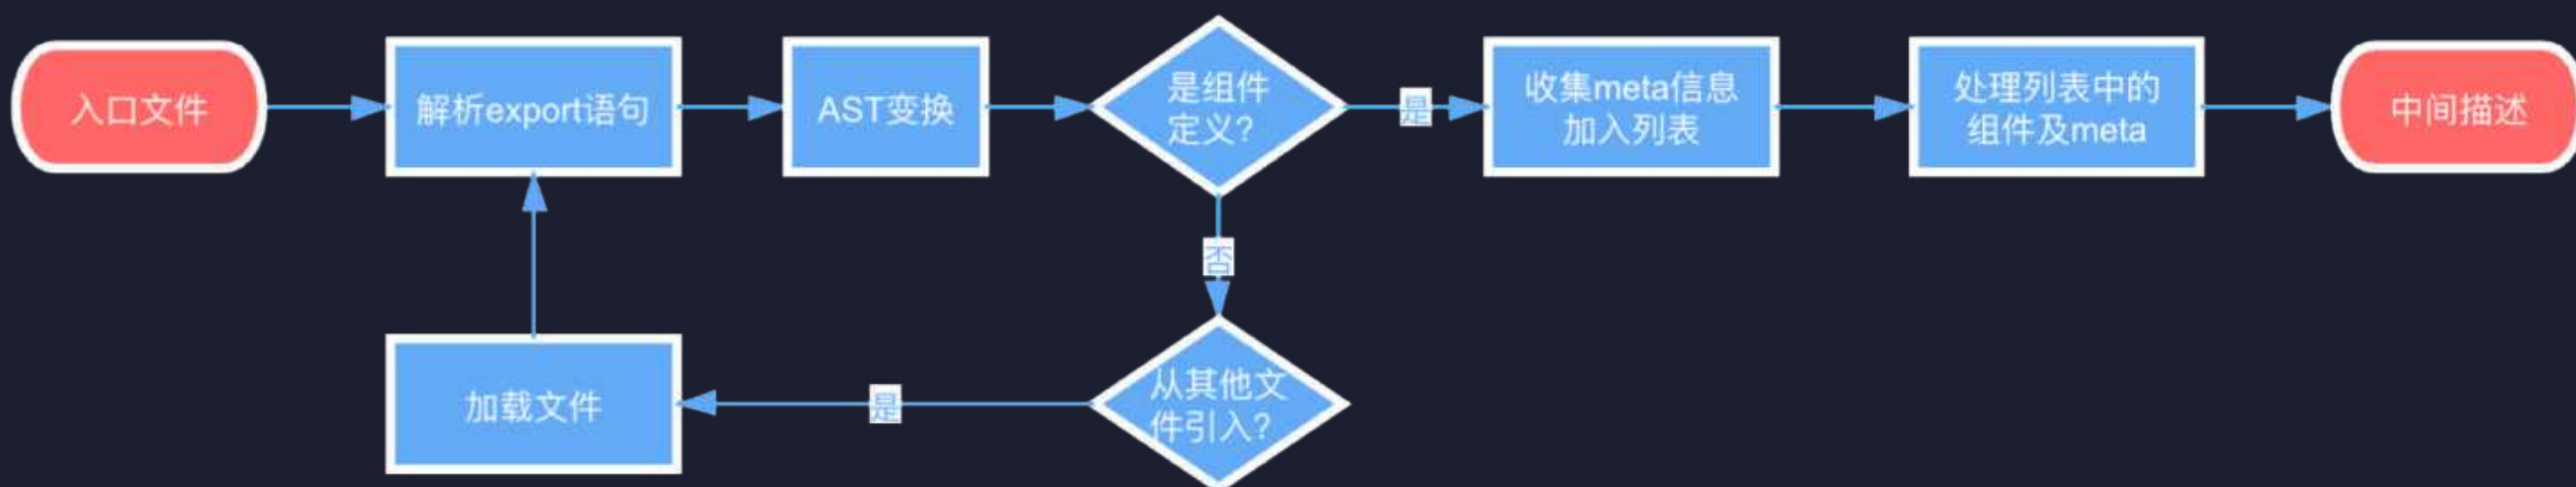 入口文件
解析export语句
AST变换
是组件
定义?
是
收集meta信息
加入列表
处理列表中的
组件及meta
中间描述
否
加载文件
是
从其他文
件引入?